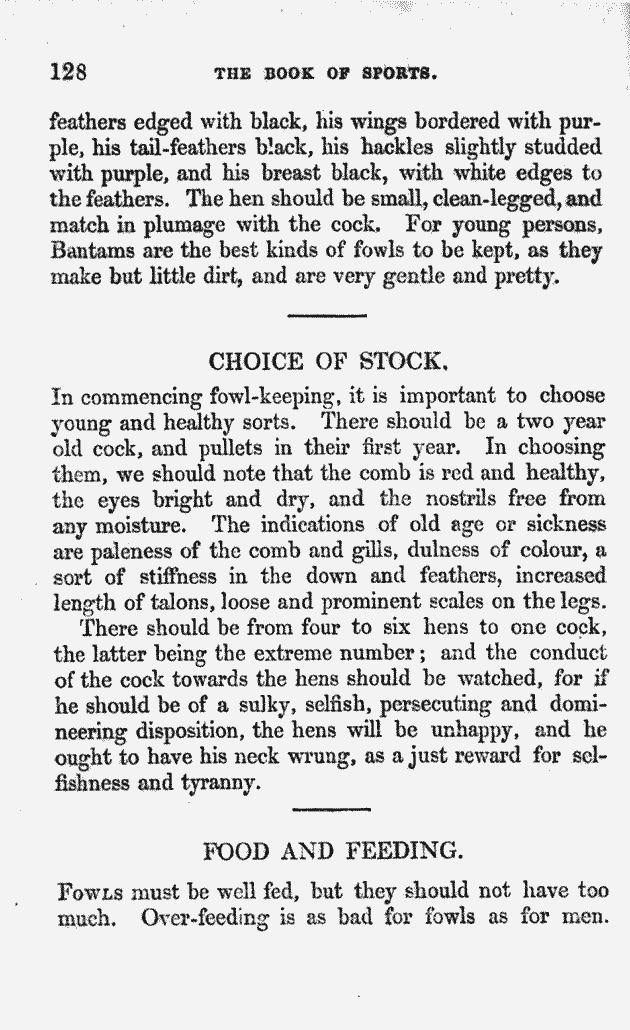 128 THE BOOK OF SPORTS.
feathers edged with black, his wings bordered with pur-
ple, his tail-feathers black, his hackles slightly studded
with purple, and his breast black, with white edges to
the feathers. The hen should be small, clean-legged, and
match in plumage with the cock. For young persons,
Bantams are the best kinds of fowls to be kept, as they
make but little dirt, and are very gentle and pretty.
CHOICE OF STOCK.
In commencing fowl-keeping, it is important to choose
young and healthy sorts. There should be a two year
old cock, and pullets in their first year. In choosing
them, we should note that the comb is red and healthy,
the eyes bright and dry, and the nostrils free from
any moisture. The indications of old age or sickness
are paleness of the comb and gills, dulness of colour, a
sort of stiffness in the down and feathers, increased
length of talons, loose and prominent scales on the legs.
There should be from four to six hens to one cock,
the latter being the extreme number; and the conduct
of the cock towards the hens should be watched, for if
he should be of a sulky, selfish, persecuting and domi-
neering disposition, the hens will be unhappy, and he
ought to have his neck wrung, as a just reward for sel-
fishness and tyranny.
FOOD AND FEEDING.
FOWLS must be well fed, but they should not have too
much. Over-feeding is as bad for fowls as for men.